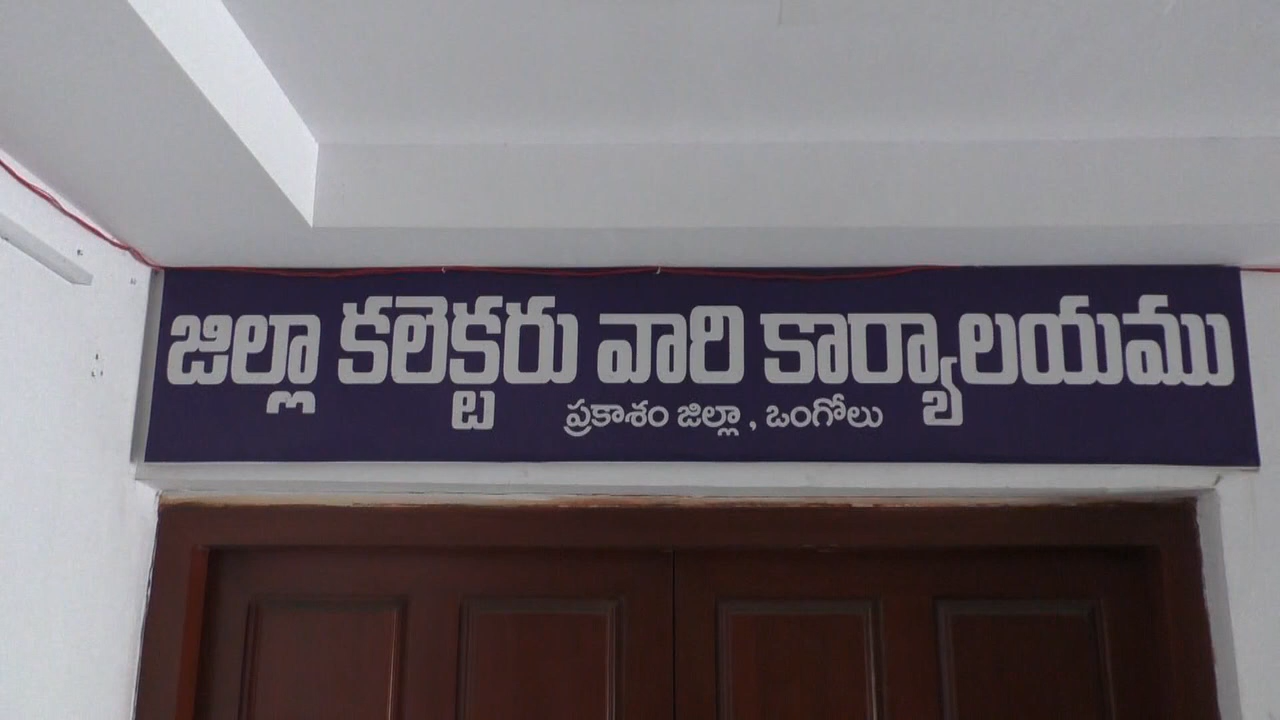 జిల్లా కలెక్టరు వారి కార్యాలయము
ప్రకాశం జిల్లా , ఒంగోలు